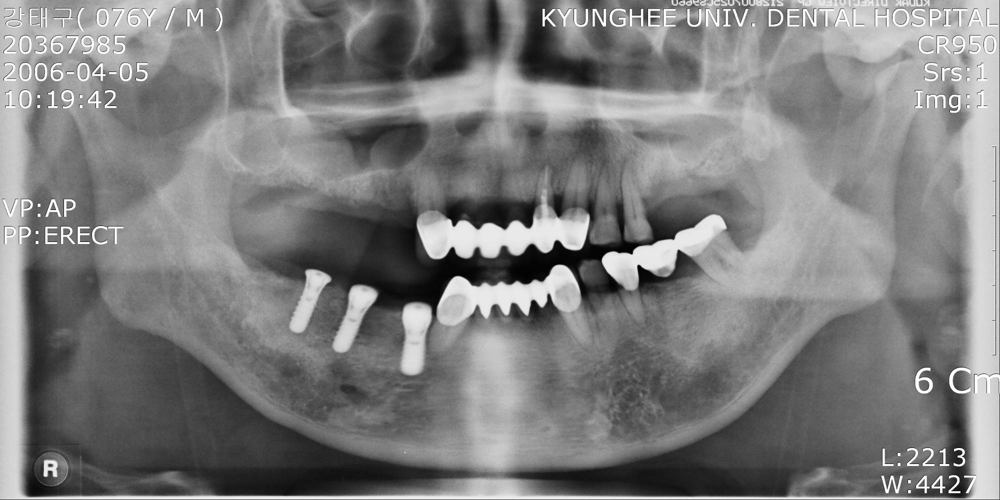 강태구( 076Y / M )
20367985
2006-04-05
10:19:42
KYUNGHEE UNIV. DENTAL HOSPITAL
CR950
Srs:1
Img:1
VP:AP
PP:ERECT
6 Cm
R
L:2213
W:4427